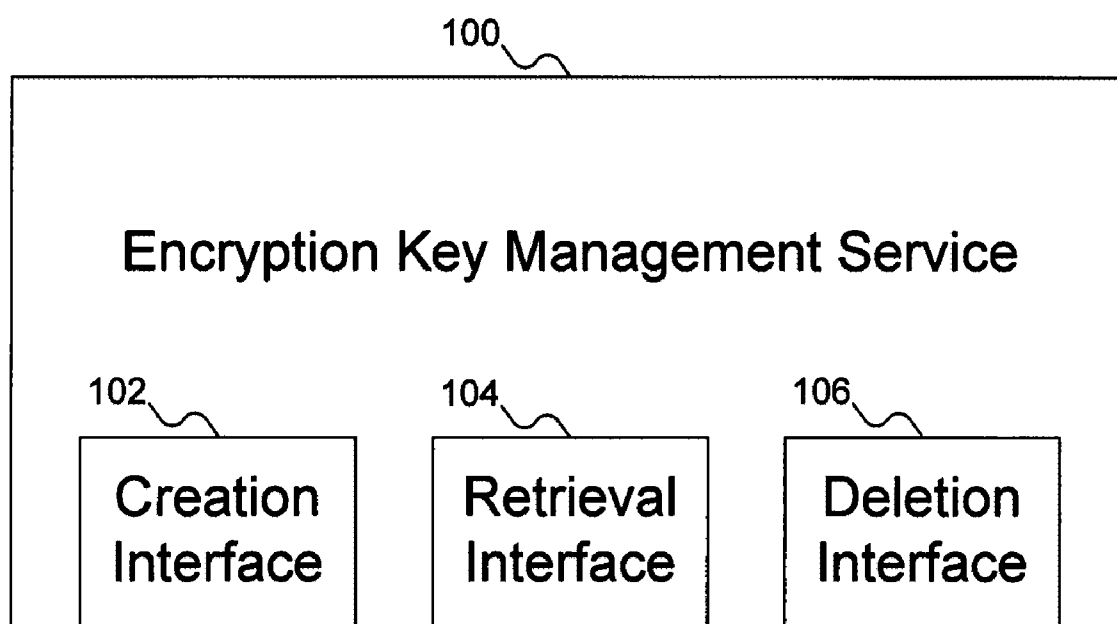 100
Encryption Key Management Service
102
104
106
Creation
Interface
Retrieval
Interface
Deletion
Interface